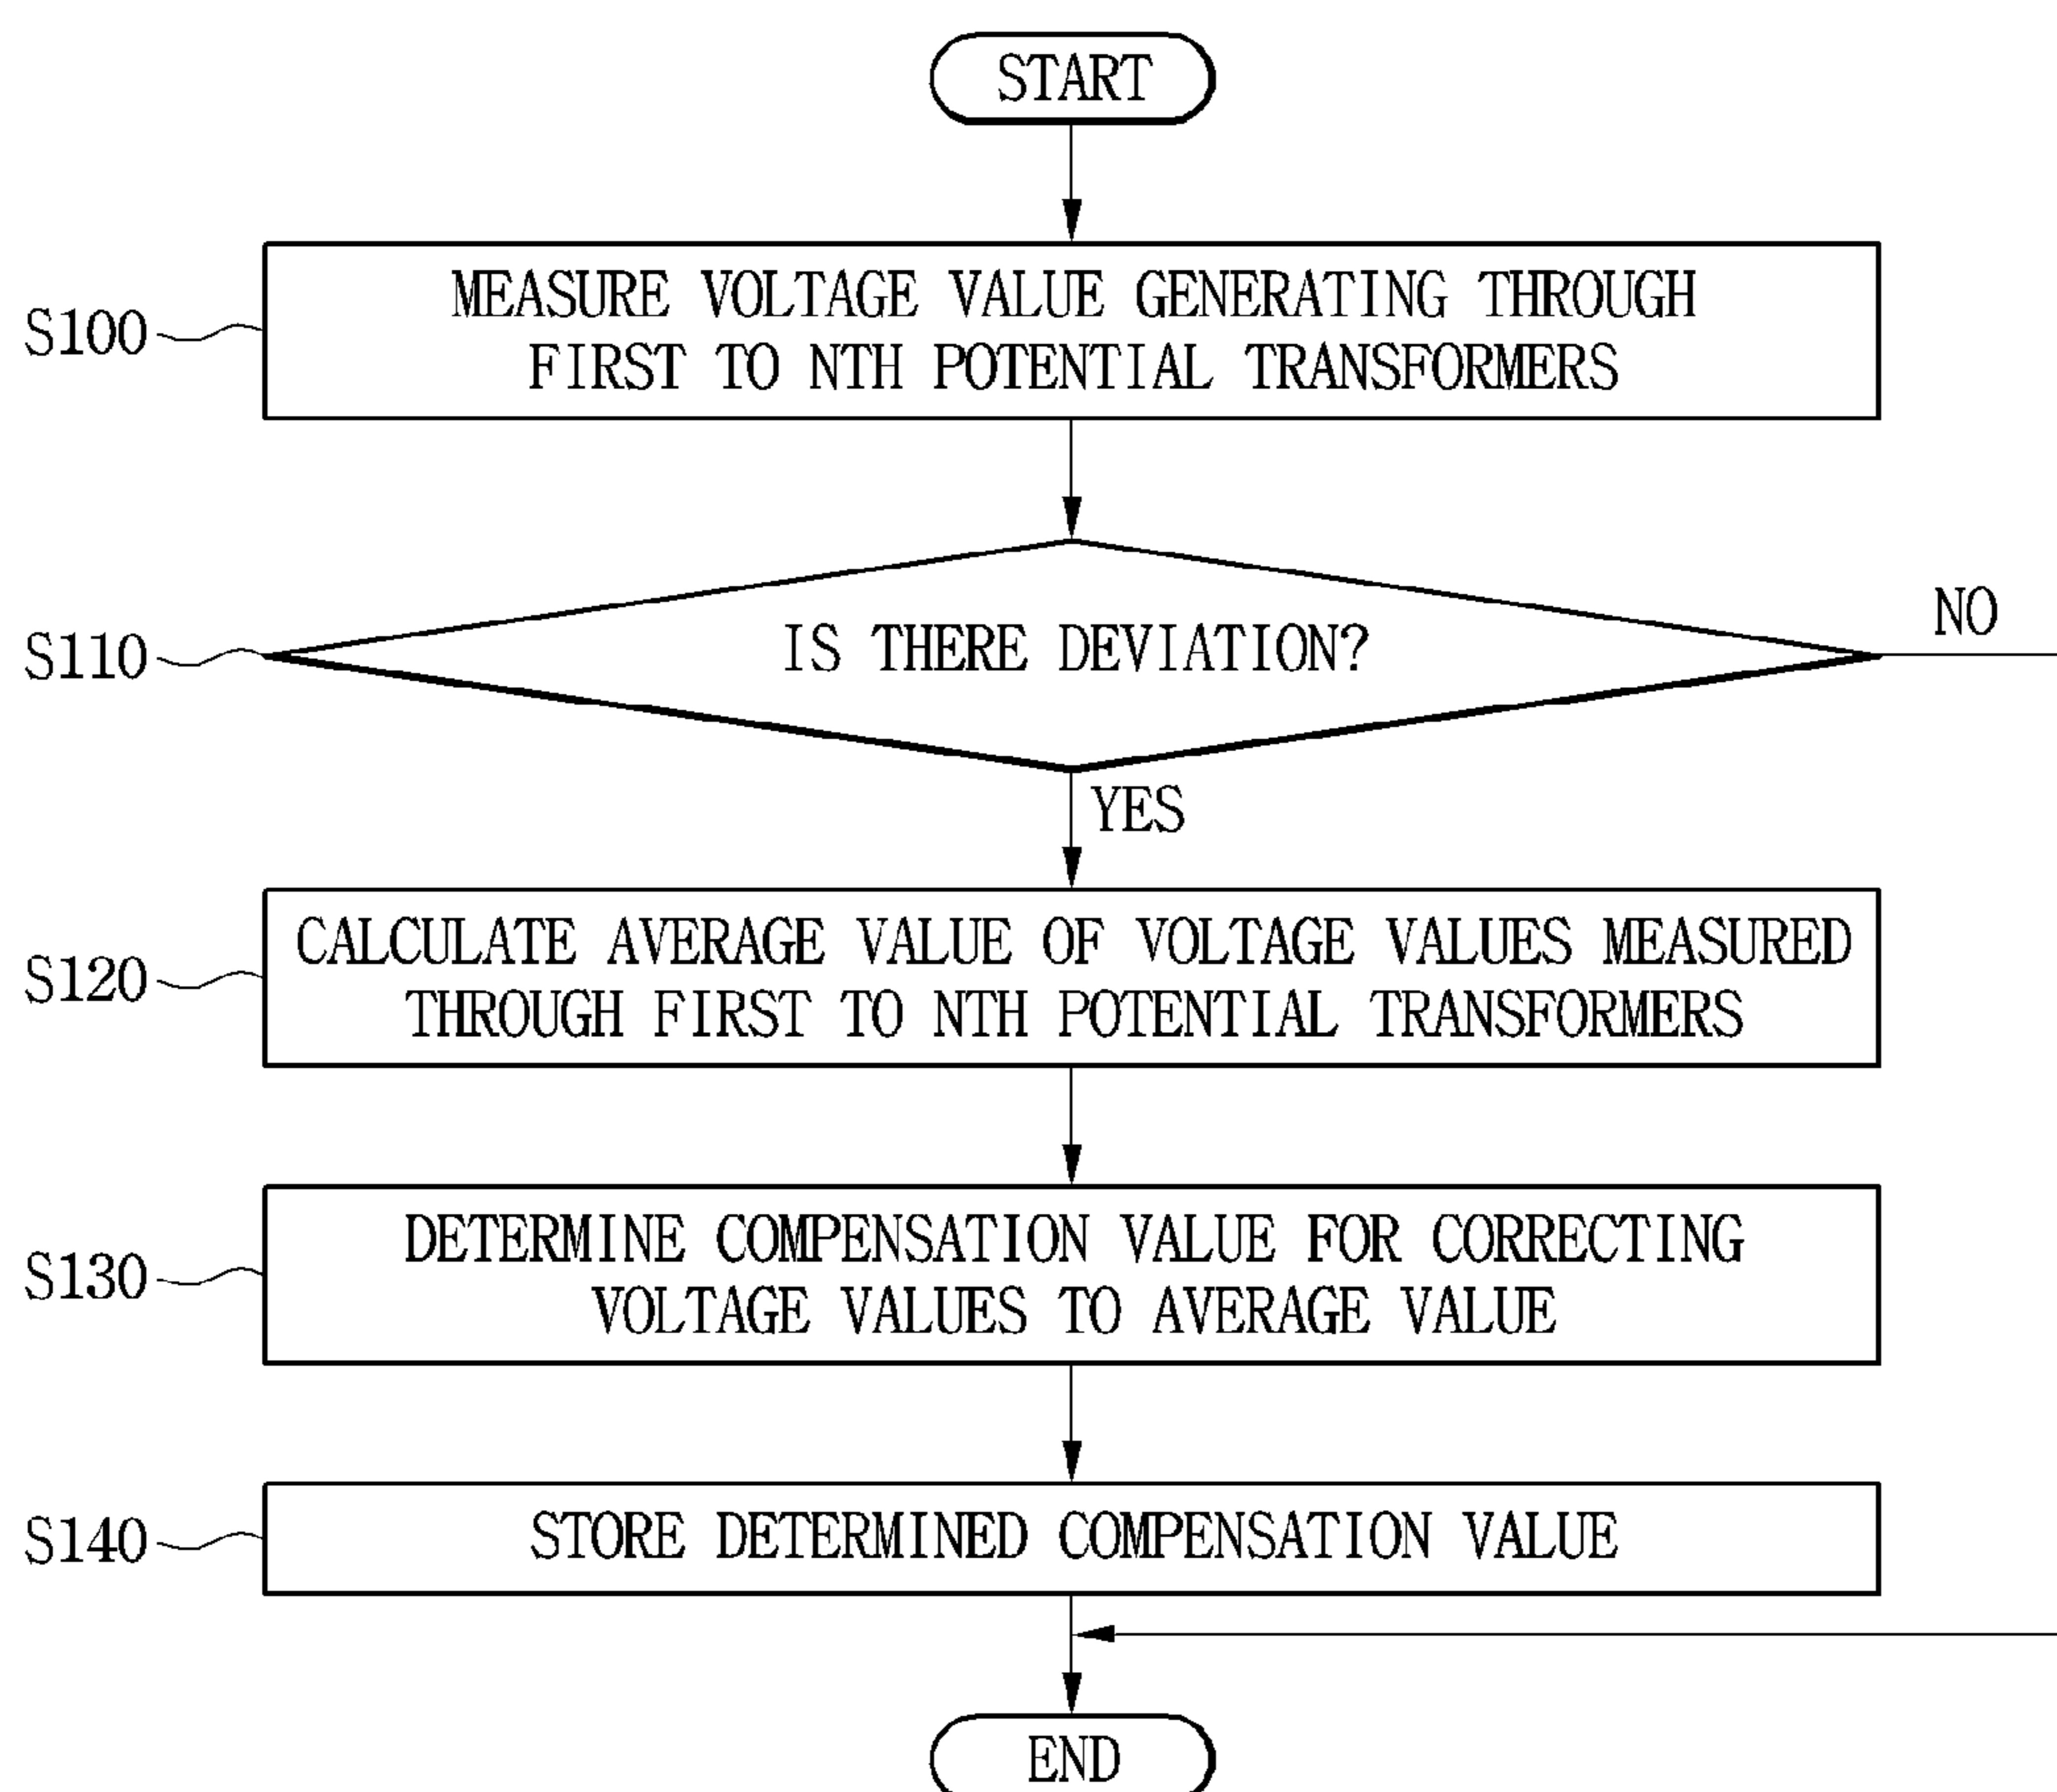 START
S100
MEASURE VOLTAGE VALUE GENERATING THROUGH
FIRST TO NTH POTENTIAL TRANSFORMERS
S110
IS THERE DEVIATION?
NO
YES
S120
CALCULATE AVERAGE VALUE OF VOLTAGE VALUES MEASURED
THROUGH FIRST TO NTH POTENTIAL TRANSFORMERS
S130
DETERMINE COMPENSATION VALUE FOR CORRECTING
VOLTAGE VALUES TO AVERAGE VALUE
S140
STORE DETERMINED COMPENSATION VALUE
END